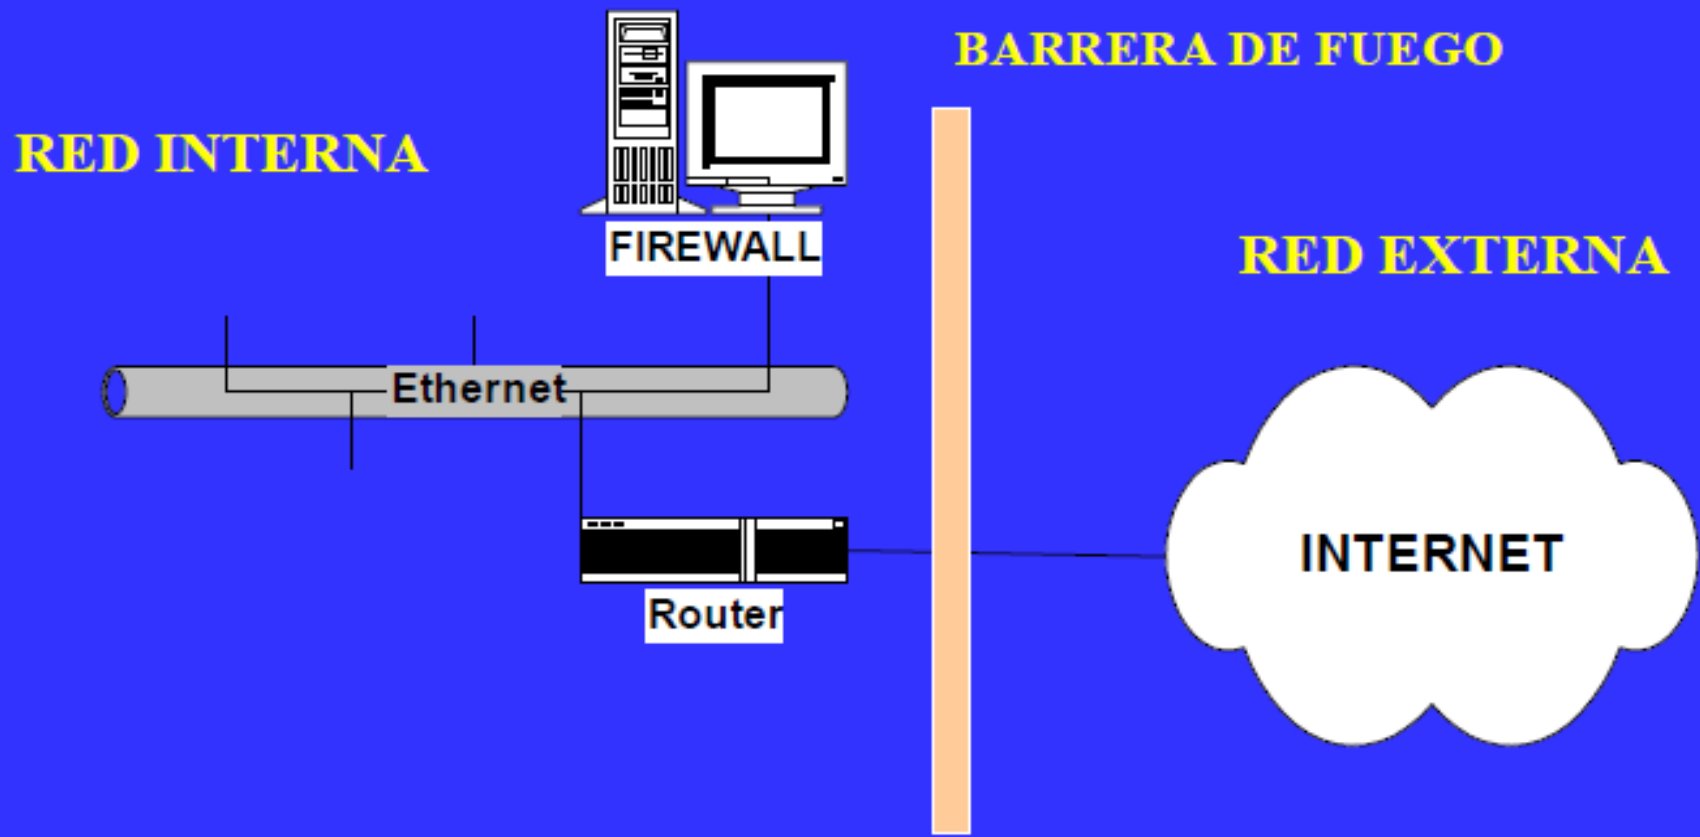 BARRERA DE FUEGO
RED INTERNA
FIREWALL
RED EXTERNA
Ethernet
INTERNET
Router